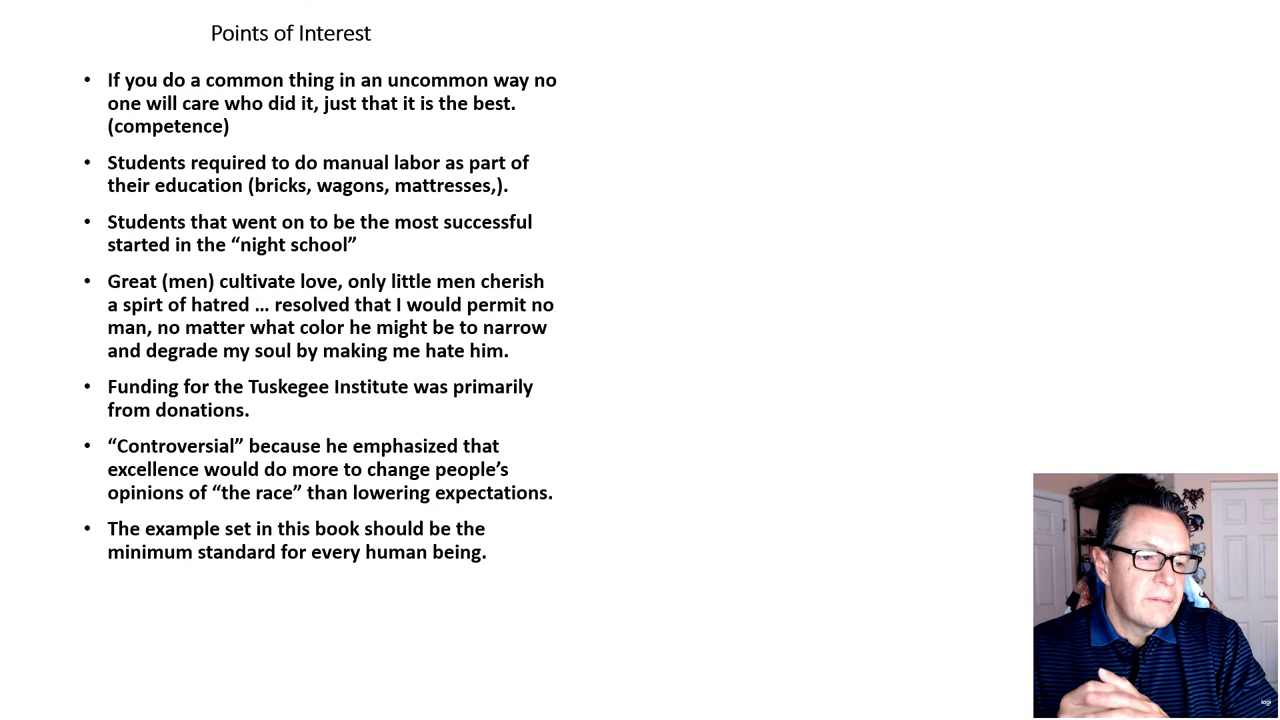 Points of Interest
• If you do a common thing in an uncommon way no
one will care who did it, just that it is the best.
(competence)
• Students required to do manual labor as part of
their education (bricks, wagons, mattresses,).
• Students that went on to be the most successful
started in the “night school”
• Great (men) cultivate love, only little men cherish
a spirt of hatred … resolved that I would permit no
man, no matter what color he might be to narrow
and degrade my soul by making me hate him.
• Funding for the Tuskegee Institute was primarily
from donations.
• “Controversial” because he emphasized that
excellence would do more to change people’s
opinions of “the race” than lowering expectations.
• The example set in this book should be the
minimum standard for every human being.
logi